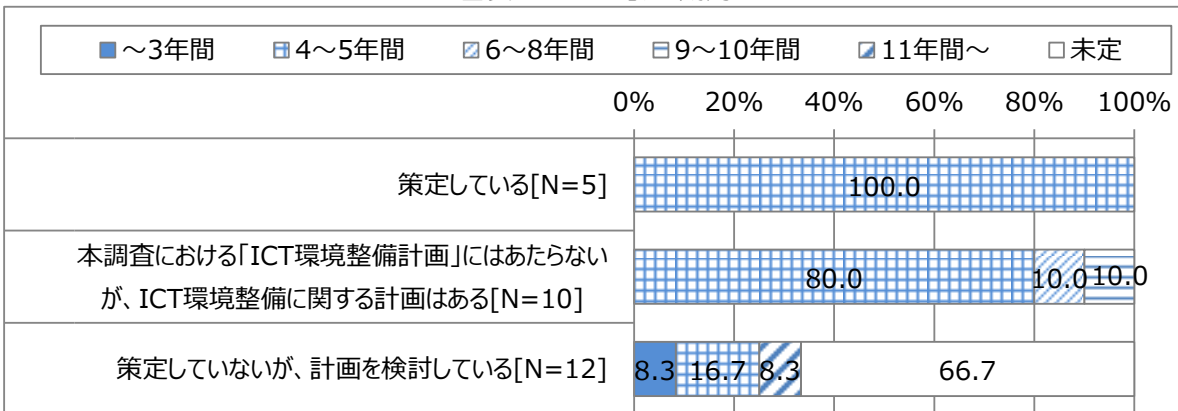 ～3年間 4～5年間 6～8年間 9～10年間 11年間～ 未定
0% 20% 40% 60% 80% 100%
策定している[N=5]
100.0
本調査における「ICT環境整備計画」にはあたらない
が、ICT環境整備に関する計画はある[N=10]
80.0 10.0 10.0
策定していないが、計画を検討している[N=12]
8.3 16.7 8.3 66.7